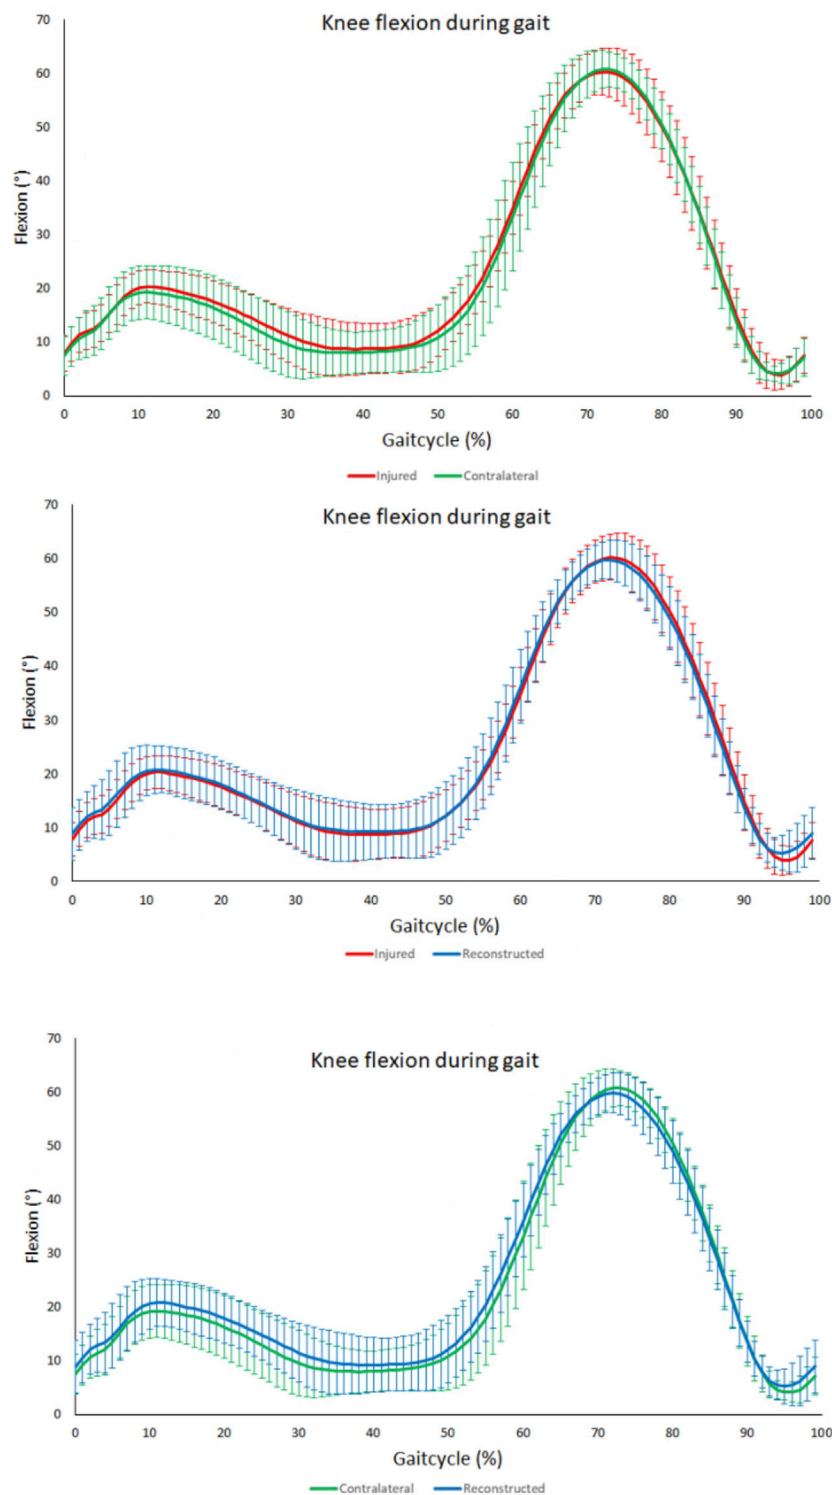 Knee flexion during gait
70
60
50
40
30
20
10
0
Flexion (°)
0 10 20 30 40 50 60 70 80 90 100
Gaitcycle (%)
Injured Contralateral
Knee flexion during gait
70
60
50
40
30
20
10
0
Flexion (°)
0 10 20 30 40 50 60 70 80 90 100
Gaitcycle (%)
Injured Reconstructed
Knee flexion during gait
70
60
50
40
30
20
10
0
Flexion (°)
0 10 20 30 40 50 60 70 80 90 100
Gaitcycle (%)
Contralateral Reconstructed